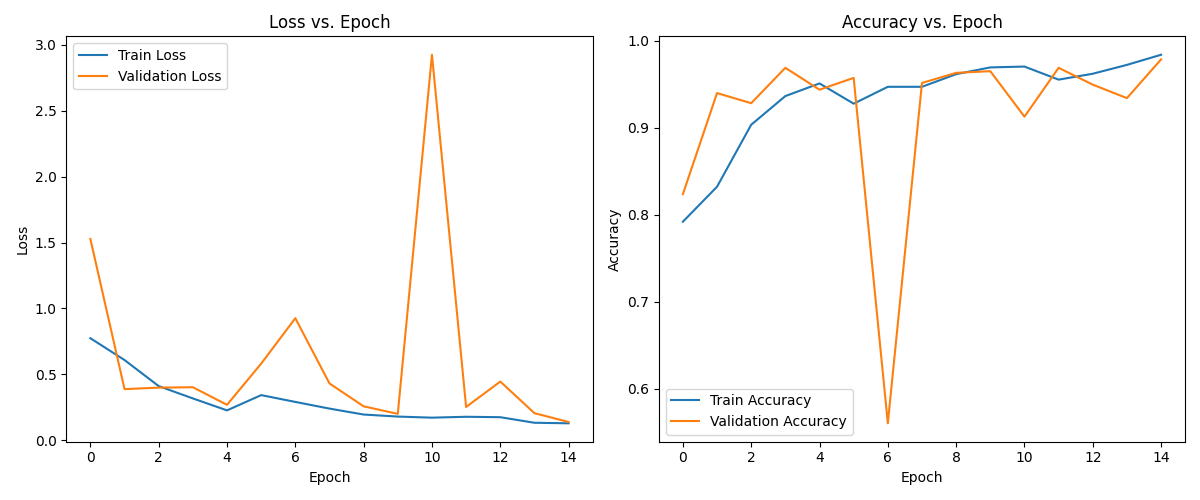 Loss vs. Epoch
Train Loss
Validation Loss
3.0
2.5
2.0
1.5
1.0
0.5
0.0
Loss
0 2 4 6 8 10 12 14
Epoch
Accuracy vs. Epoch
1.0
0.9
0.8
0.7
0.6
Accuracy
Train Accuracy
Validation Accuracy
0 2 4 6 8 10 12 14
Epoch